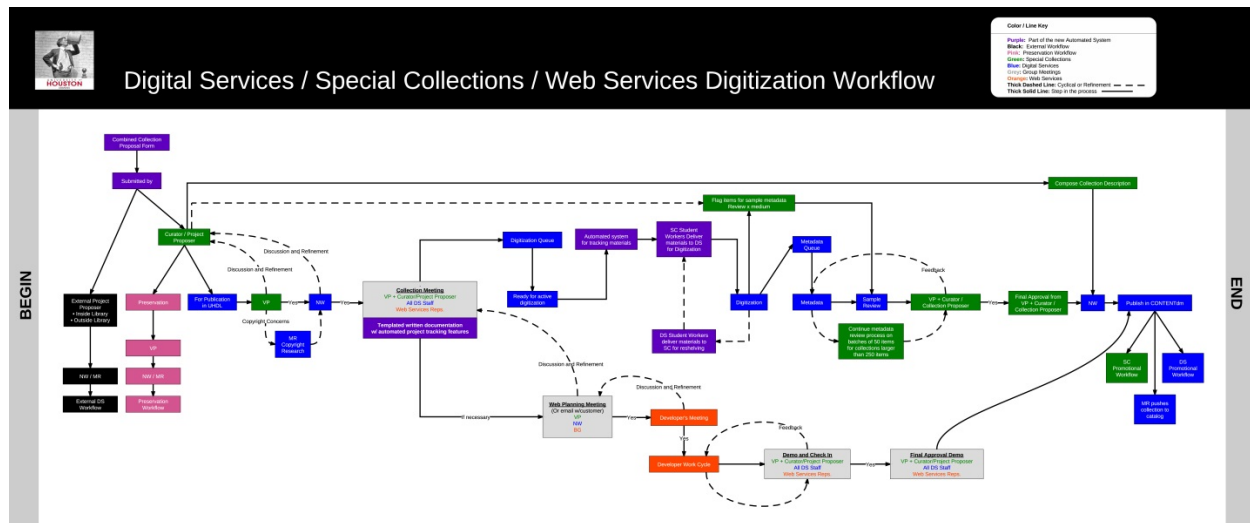 HOUSTON
Digital Services / Special Collections / Web Services Digitization Workflow
Color / Line Key
Purple: Part of the new Automated System
Black: External Workflow
Pink: Preservation Workflow
Green: Special Collections
Blue: Digital Services
Grey: Group Meetings
Orange: Web Services
Thick Dashed Line: Cyclical or Refinement
Thick Solid Line: Step in the process
BEGIN
END
Combined Collection
Proposal Form
Submitted by
Curator / Project
Proposer
External Project
Proposer
• Inside Library
• Outside Library
NW / MR
External DS
Workflow
Preservation
VP
NW / MR
Preservation
Workflow
For Publication
in UHDL
Discussion and Refinement
Discussion and Refinement
VP
Yes
NW
Yes
Copyright Concerns
MR
Copyright
Research
Collection Meeting
VP + Curator/Project Proposer
All DS Staff
Web Services Reps.
Templated written documentation
w/ automated project tracking features
Digitization Queue
Ready for active
digitization
Automated system
for tracking materials
SC Student
Workers Deliver
materials to DS
for Digitization
DS Student Workers
deliver materials to
SC for reshelving
Flag items for sample metadata
Review x medium
Digitization
Metadata
Queue
Metadata
Sample
Review
Feedback
VP + Curator /
Collection Proposer
Continue metadata
review process on
batches of 50 items
for collections larger
than 250 items
Yes
Final Approval from
VP + Curator /
Collection Proposer
Compose Collection Description
NW
Publish in CONTENTdm
SC
Promotional
Workflow
DS
Promotional
Workflow
MR pushes
collection to
catalog
If necessary
Discussion and Refinement
Web Planning Meeting
(Or email w/customer)
VP
NW
Discussion and Refinement
Yes
Developer's Meeting
Yes
Developer Work Cycle
Feedback
Demo and Check In
VP + Curator/Project Proposer
All DS Staff
Web Services Reps.
Yes
Final Approval Demo
VP + Curator/Project Proposer
All DS Staff
Web Services Reps.